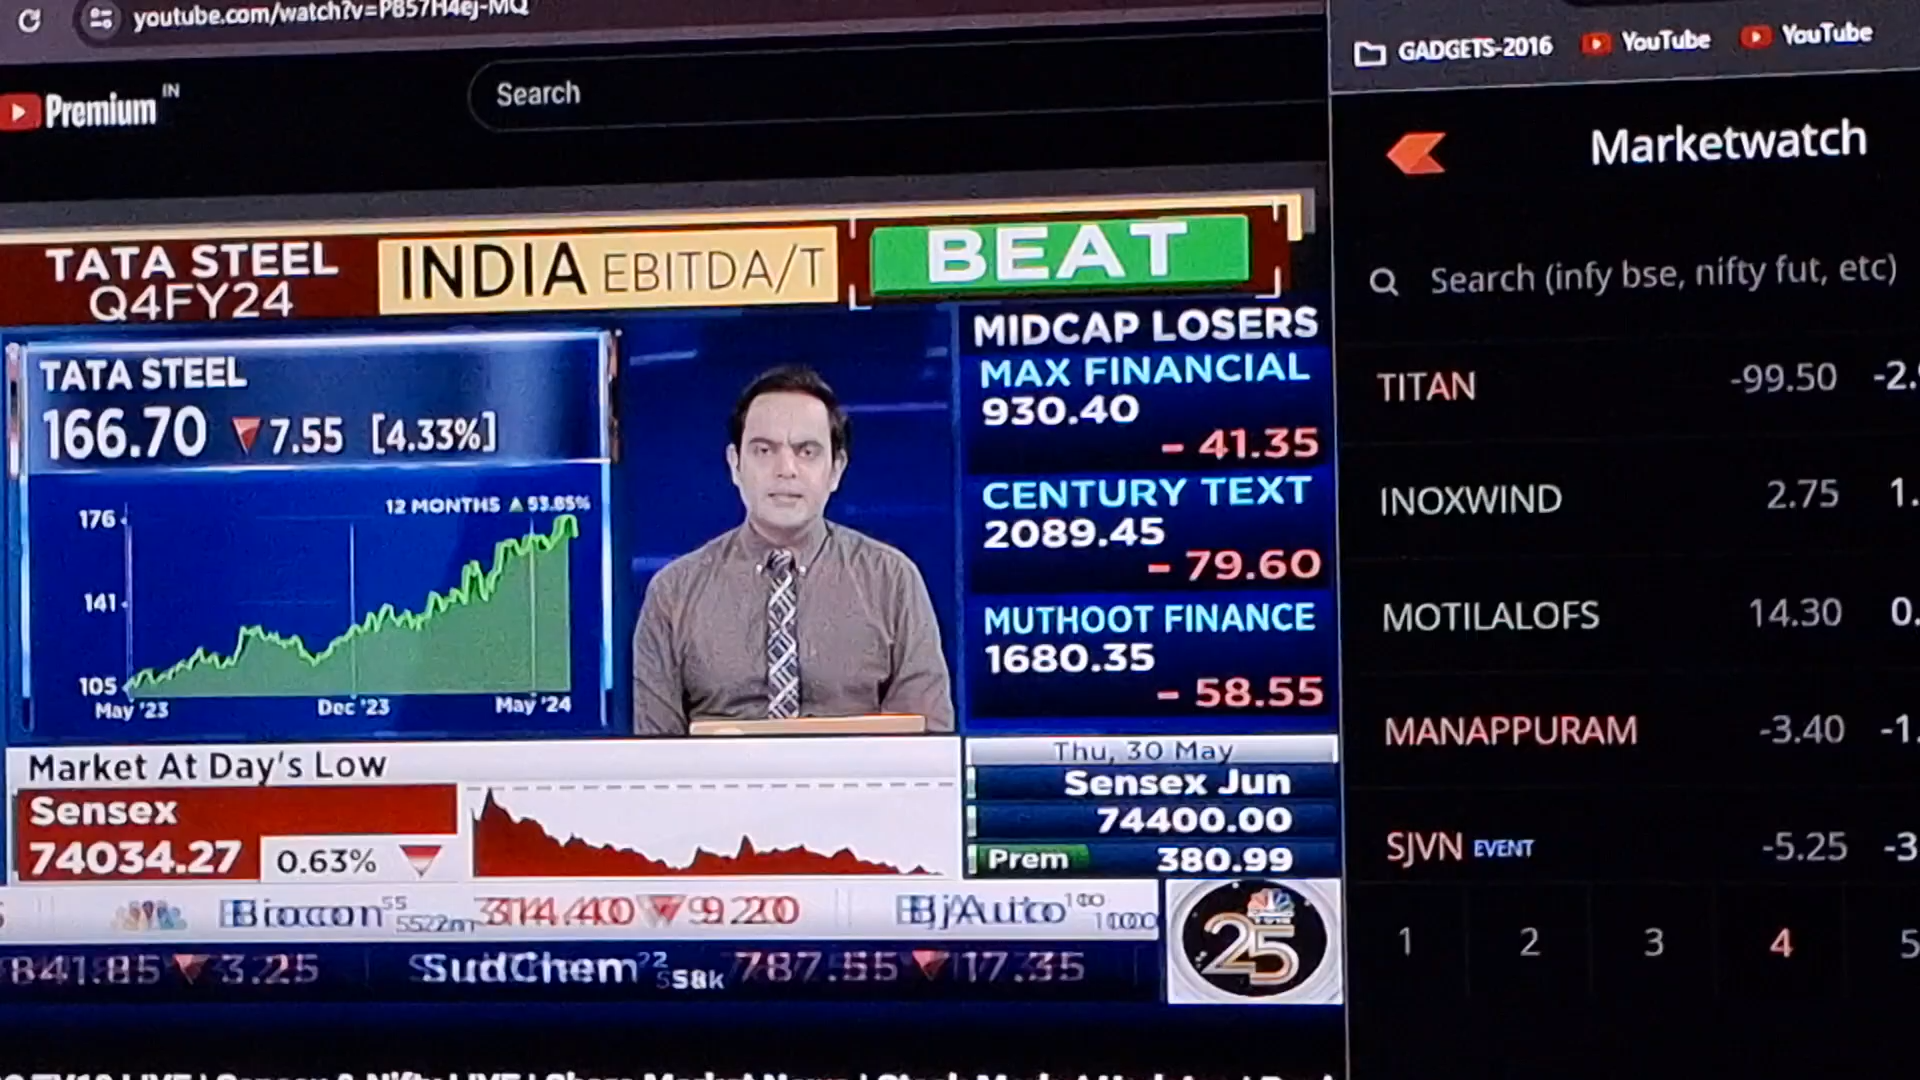 youtube.com/watch?v=P857H4ej-MQ
GADGETS-2016
YouTube
YouTube
Premium IN
Search
Marketwatch
Search (infy bse, nifty fut, etc)
TATA STEEL
Q4FY24
INDIA EBITDA/T
BEAT
TATA STEEL
166.70 ▼ 7.55 [4.33%]
12 MONTHS ▲ 53.85%
176
141
105
May '23
Dec '23
May '24
MIDCAP LOSERS
MAX FINANCIAL
930.40
- 41.35
CENTURY TEXT
2089.45
- 79.60
MUTHOOT FINANCE
1680.35
- 58.55
Market At Day's Low
Sensex
74034.27 0.63% ▼
Thu, 30 May
Sensex Jun
74400.00
Prem 380.99
Biocon 314.40 ▼ 9.20 BjAuto
841.85 ▼ 3.25 SudChem 787.55 ▼ 17.35
25
TITAN -99.50
INOXWIND 2.75
MOTILALOFS 14.30
MANAPPURAM -3.40
SJVN EVENT -5.25
1 2 3 4 5